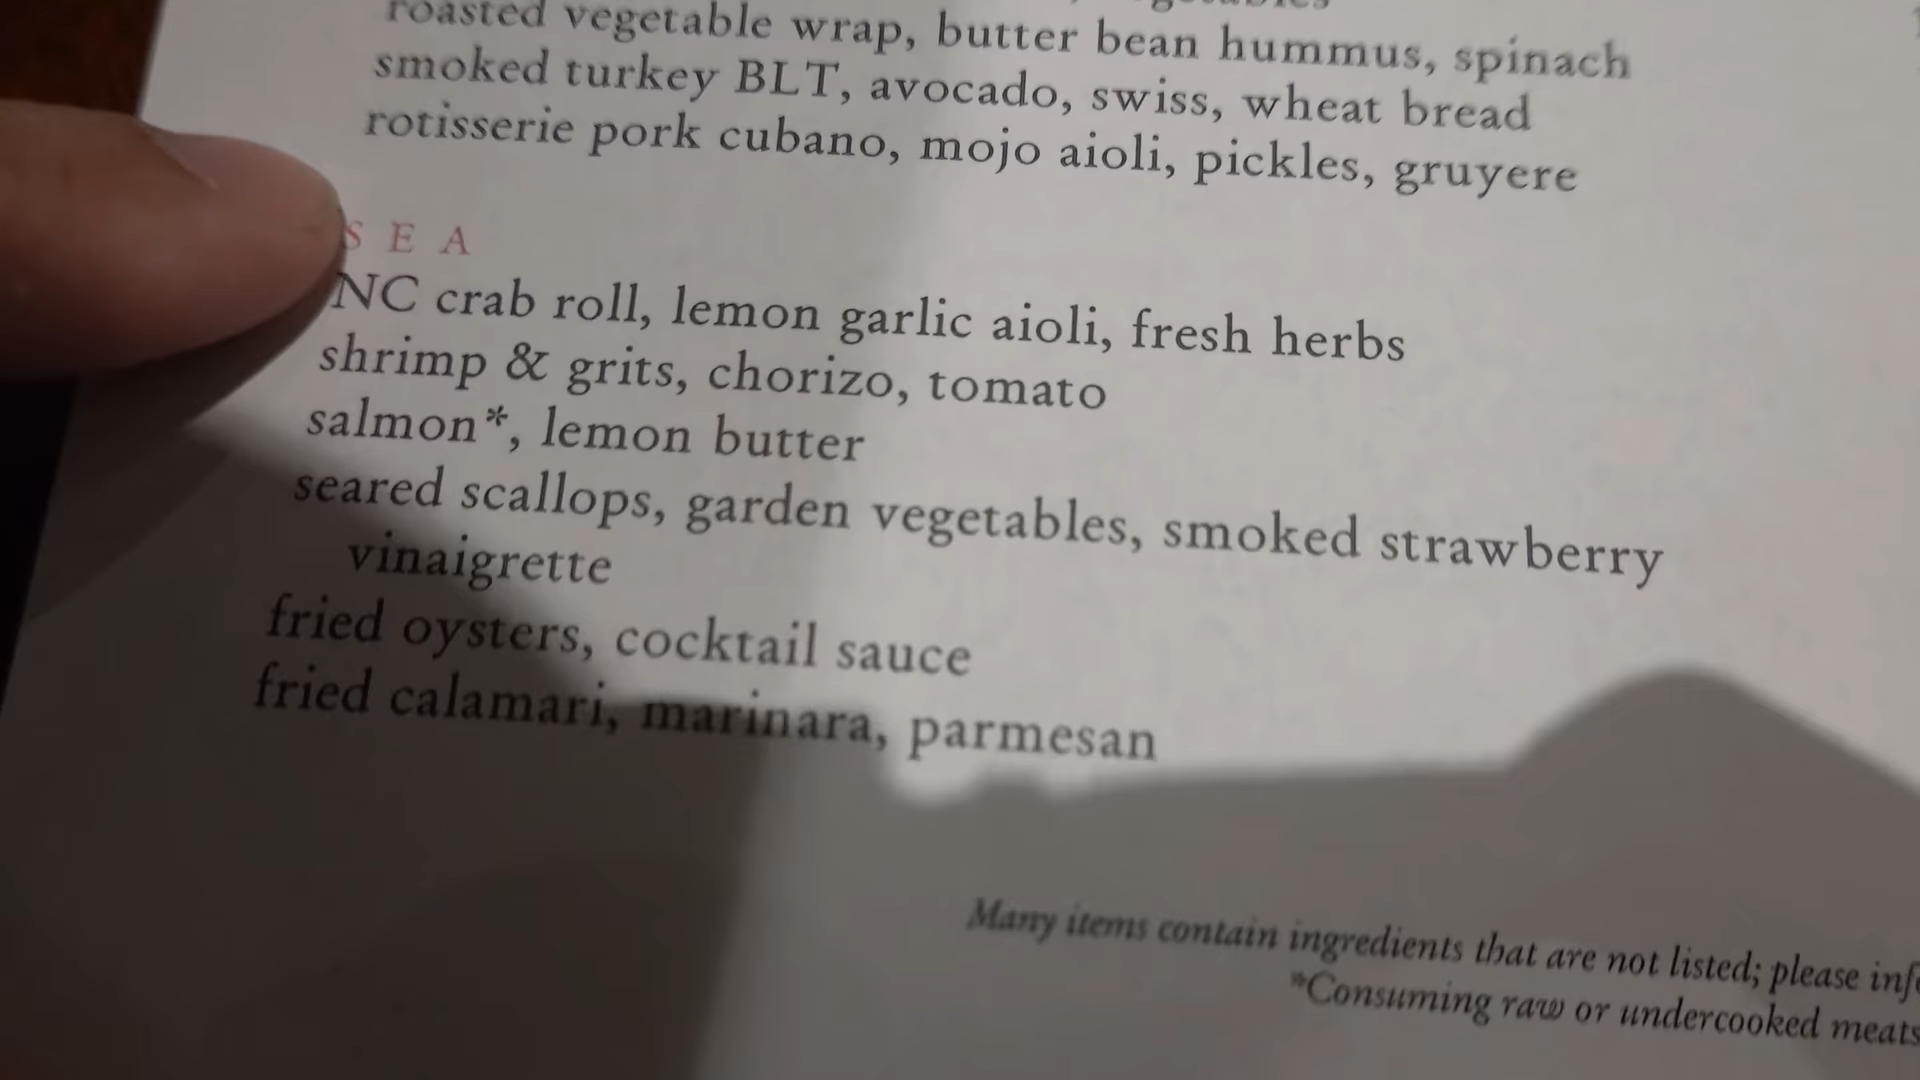 roasted vegetable wrap, butter bean hummus, spinach
smoked turkey BLT, avocado, swiss, wheat bread
rotisserie pork cubano, mojo aioli, pickles, gruyere
SEA
NC crab roll, lemon garlic aioli, fresh herbs
shrimp & grits, chorizo, tomato
salmon*, lemon butter
seared scallops, garden vegetables, smoked strawberry
vinaigrette
fried oysters, cocktail sauce
fried calamari, marinara, parmesan
Many items contain ingredients that are not listed; please
*Consuming raw or undercooked meats